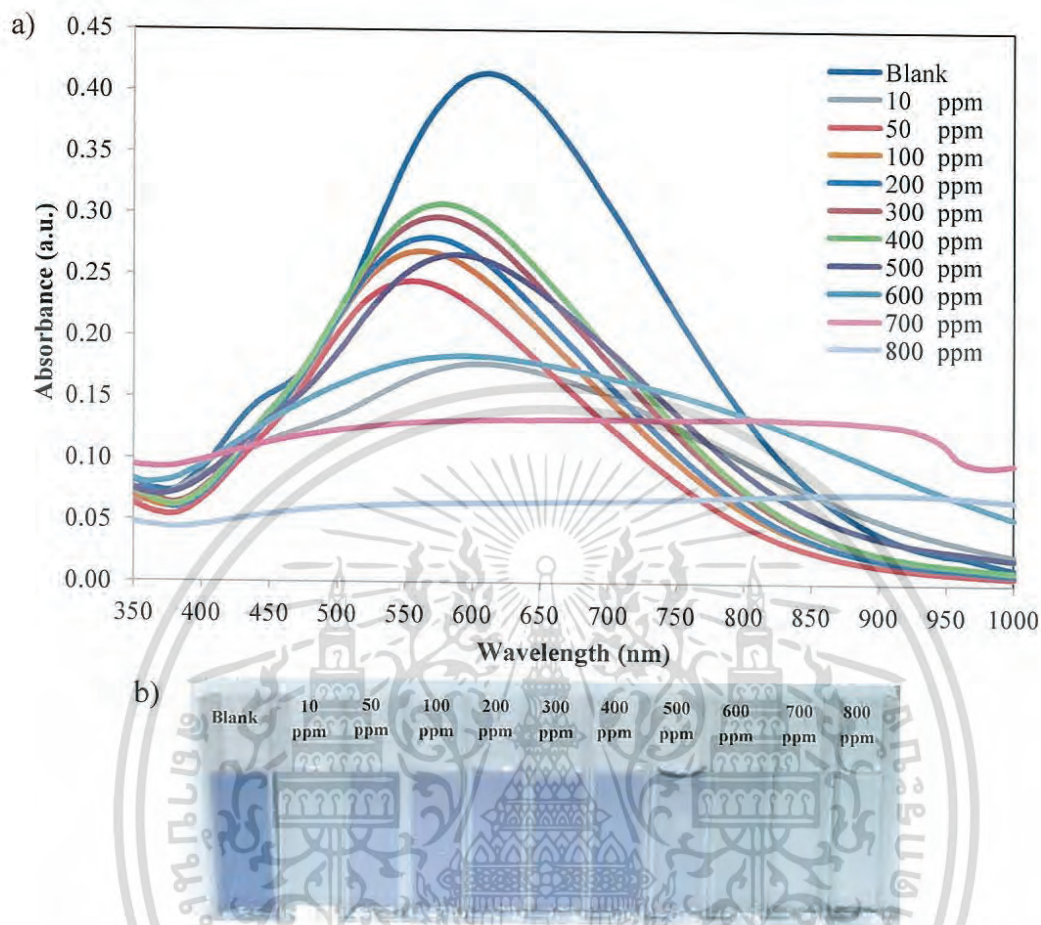 a)
0.45
0.40
0.35
0.30
0.25
0.20
0.15
0.10
0.05
0.00
Absorbance (a.u.)
Blank
10 ppm
50 ppm
100 ppm
200 ppm
300 ppm
400 ppm
500 ppm
600 ppm
700 ppm
800 ppm
350 400 450 500 550 600 650 700 750 800 850 900 950 1000
Wavelength (nm)
b)
Blank 10 50 100 200 300 400 500 600 700 800
ppm ppm ppm ppm ppm ppm ppm ppm ppm ppm